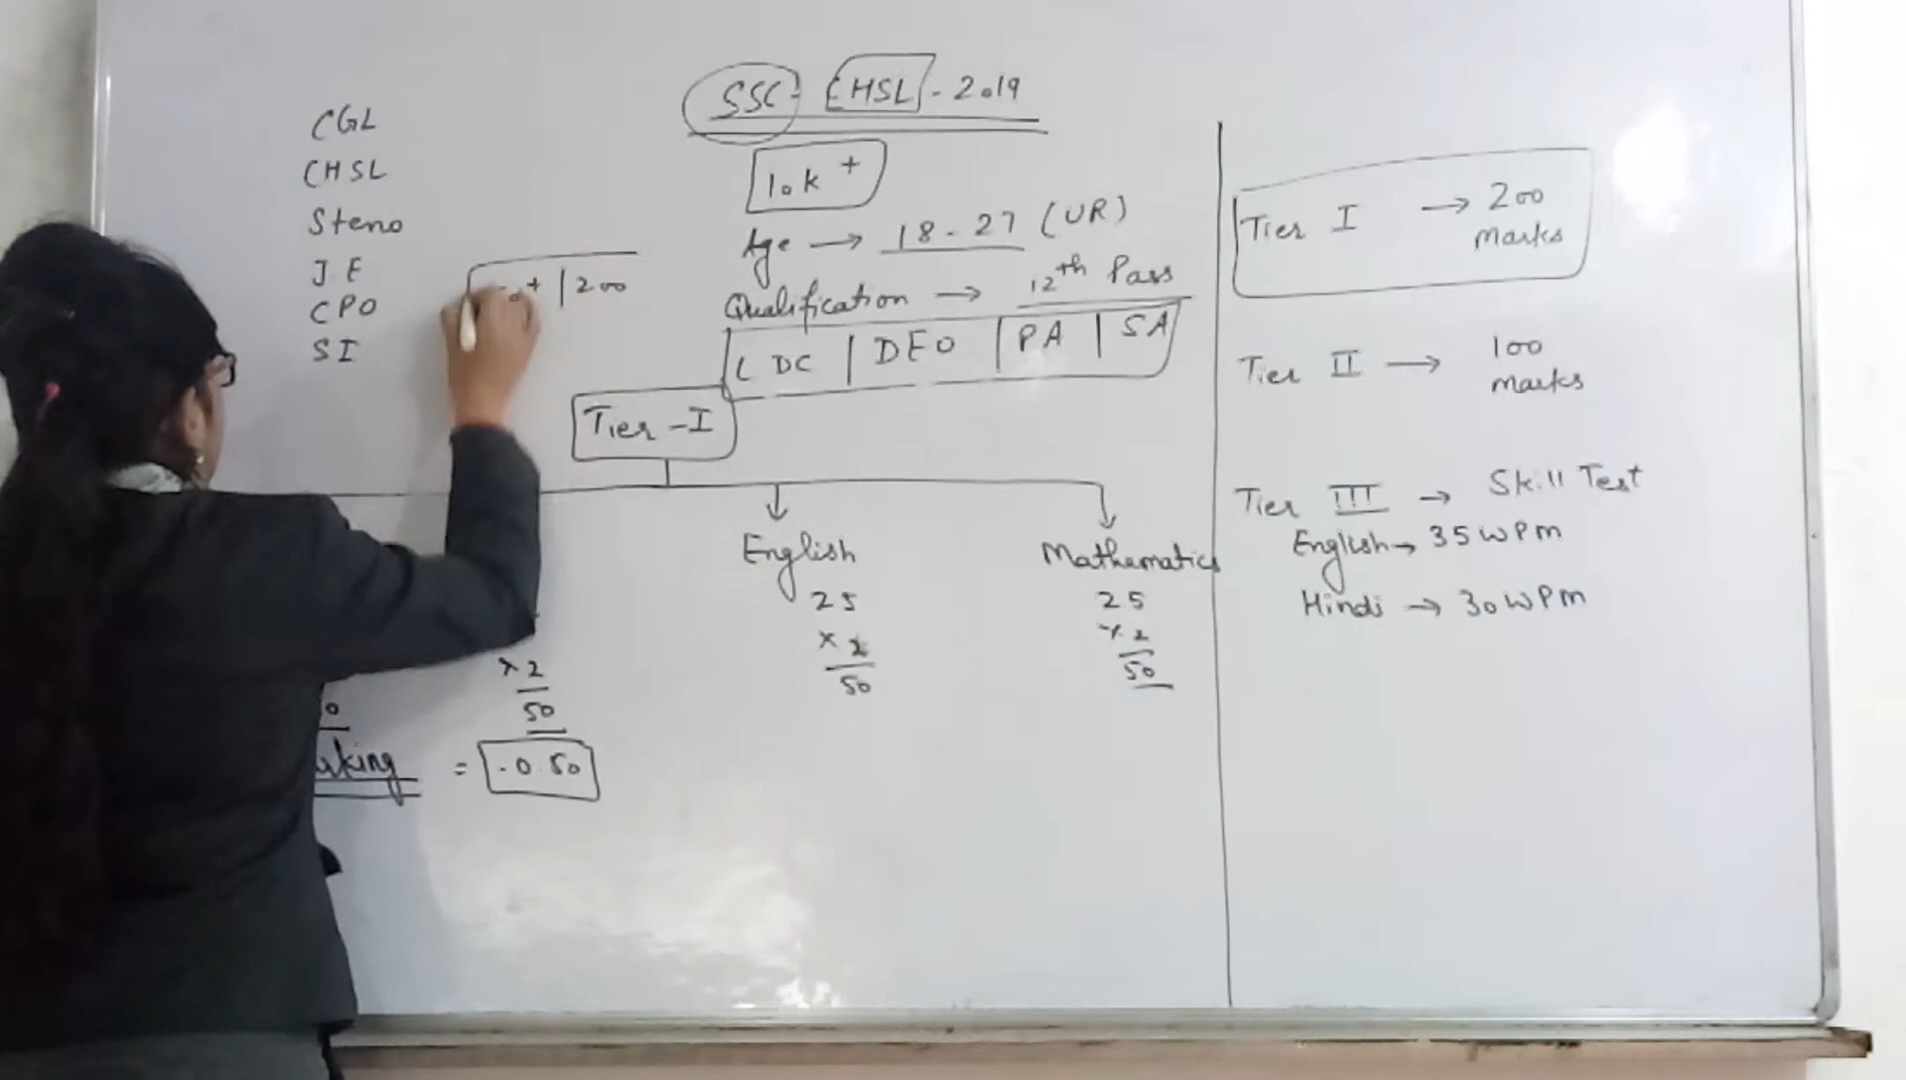 SSC- CHSL - 2019
CGL
CHSL
Steno
J E
CPO
SI
10k +
Age → 18 - 27 (UR)
Qualification → 12th Pass
LDC | DEO | PA | SA
| 200
Tier - I
English
25
x 2
50
Mathematics
25
x 2
50
x 2
50
= - 0.50
Tier I → 200
marks
Tier II → 100
marks
Tier III → Skill Test
English → 35 WPM
Hindi → 30 WPM